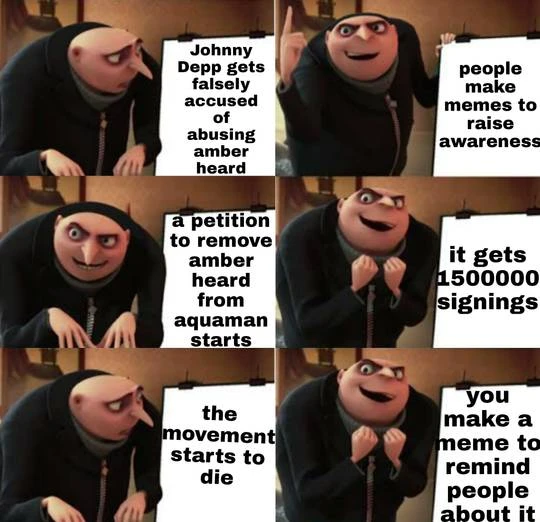 Johnny
Depp gets
falsely
accused
of
abusing
amber
heard
people
make
memes to
raise
awareness
a petition
to remove
amber
heard
from
aquaman
starts
it gets
1500000
signings
the
movement
starts to
die
you
make a
meme to
remind
people
about it